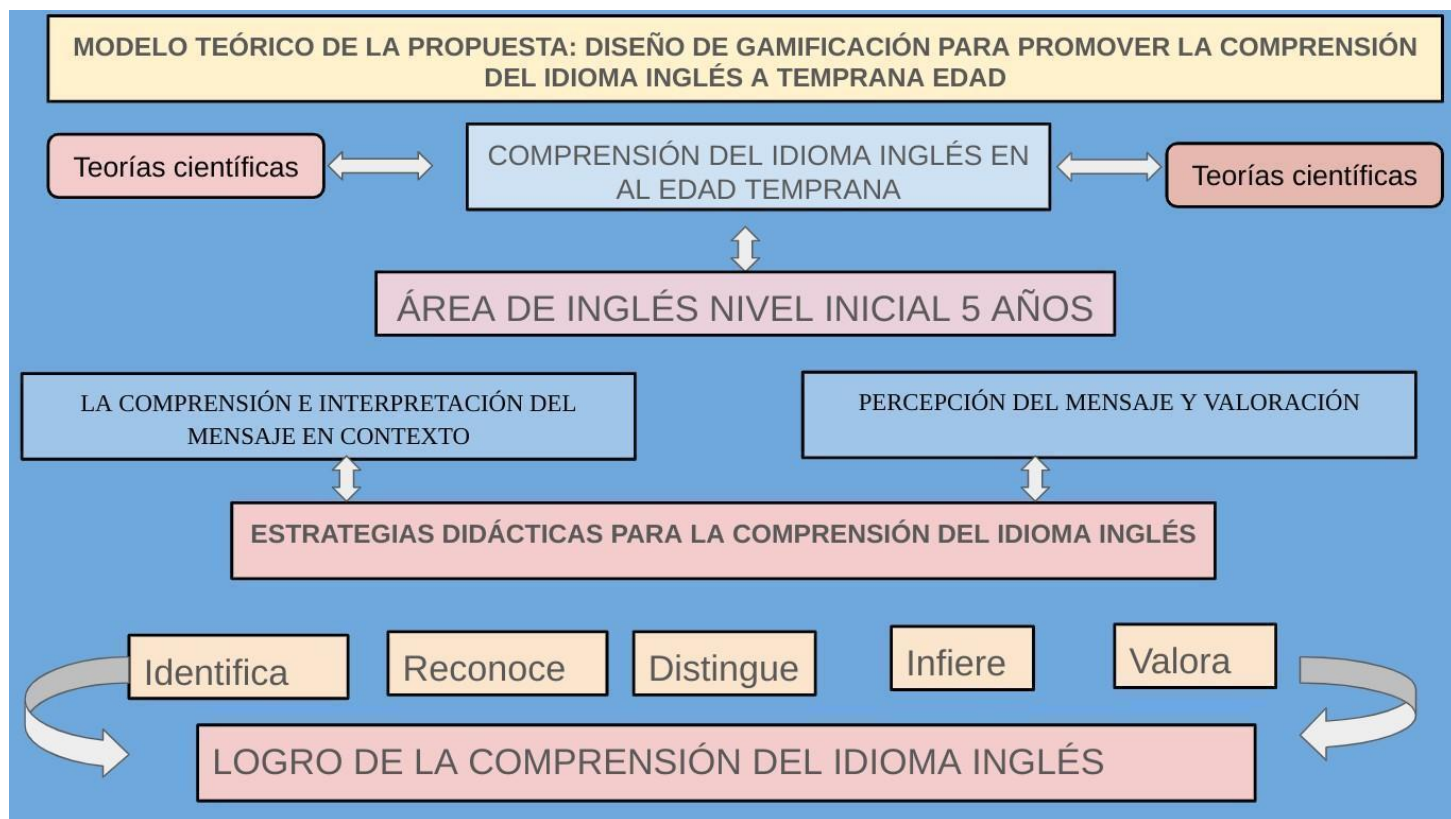 MODELO TEÓRICO DE LA PROPUESTA: DISEÑO DE GAMIFICACIÓN PARA PROMOVER LA COMPRENSIÓN
DEL IDIOMA INGLÉS A TEMPRANA EDAD
Teorías científicas
COMPRENSIÓN DEL IDIOMA INGLÉS EN
AL EDAD TEMPRANA
Teorías científicas
ÁREA DE INGLÉS NIVEL INICIAL 5 AÑOS
LA COMPRENSIÓN E INTERPRETACIÓN DEL
MENSAJE EN CONTEXTO
PERCEPCIÓN DEL MENSAJE Y VALORACIÓN
ESTRATEGIAS DIDÁCTICAS PARA LA COMPRENSIÓN DEL IDIOMA INGLÉS
Identifica
Reconoce
Distingue
Infiere
Valora
LOGRO DE LA COMPRENSIÓN DEL IDIOMA INGLÉS